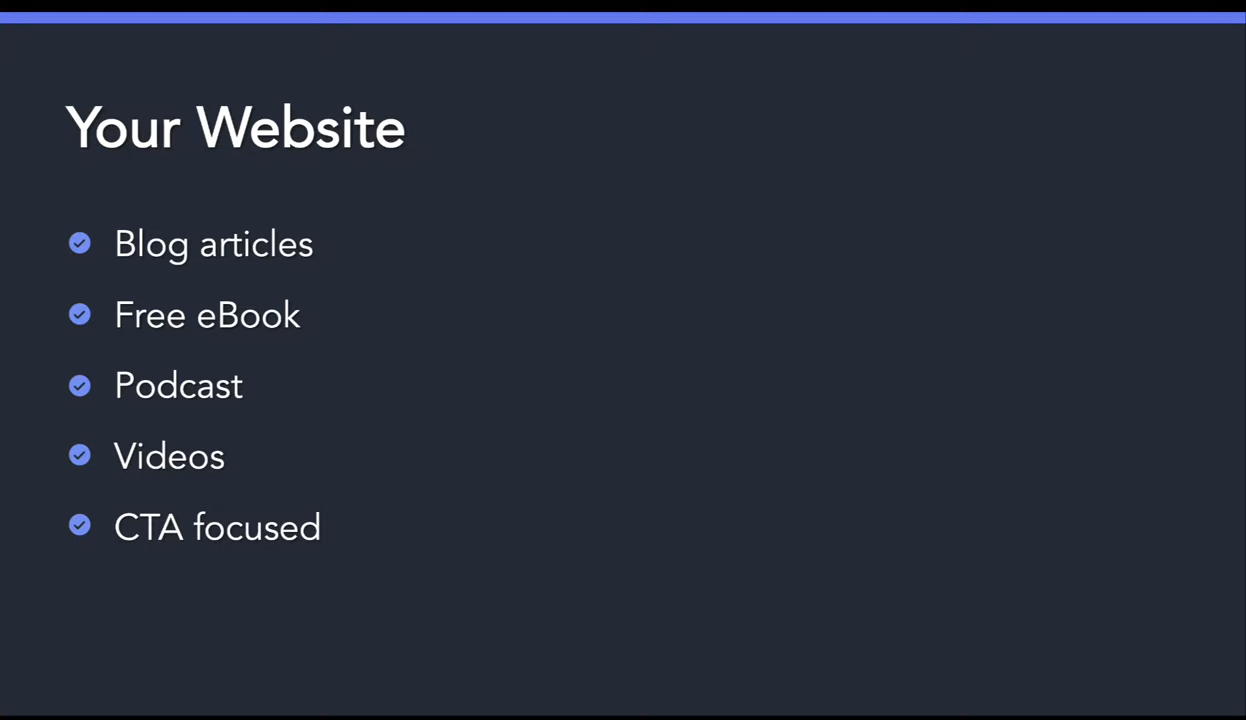 Your Website
Blog articles
Free eBook
Podcast
Videos
CTA focused